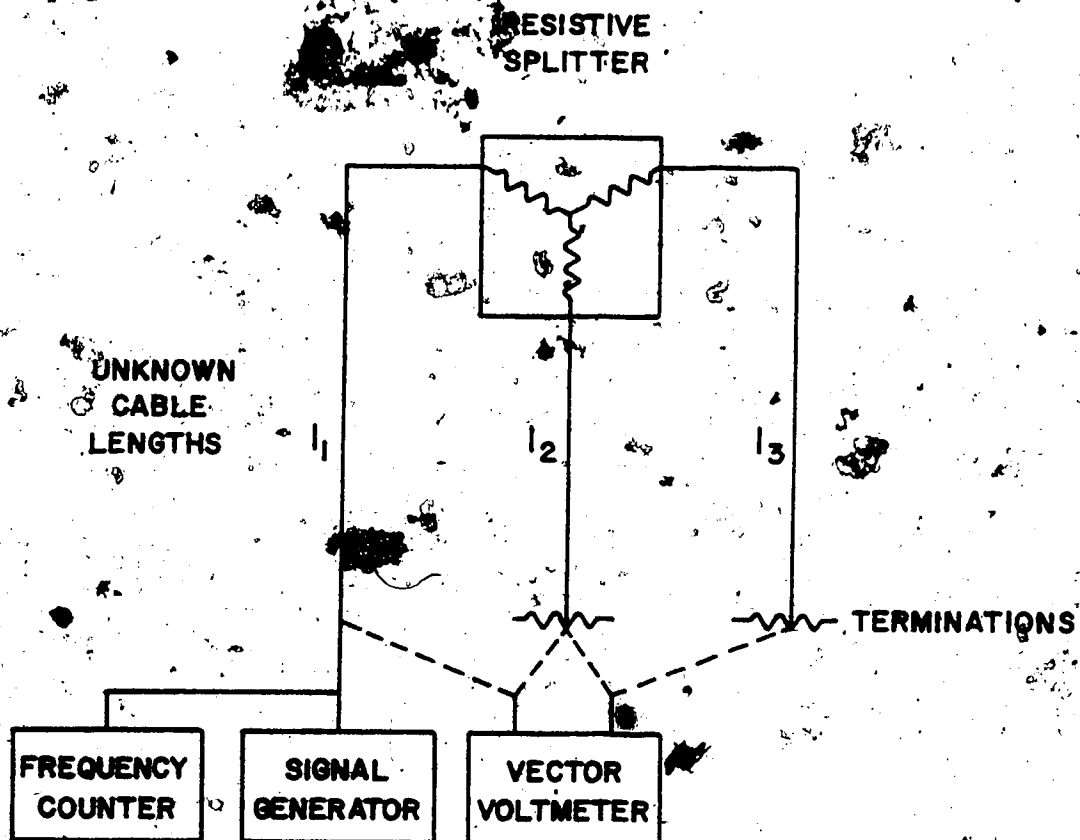 RESISTIVE
SPLITTER
UNKNOWN
CABLE
LENGTHS
l1
l2
l3
TERMINATIONS
FREQUENCY
COUNTER
SIGNAL
GENERATOR
VECTOR
VOLTMETER